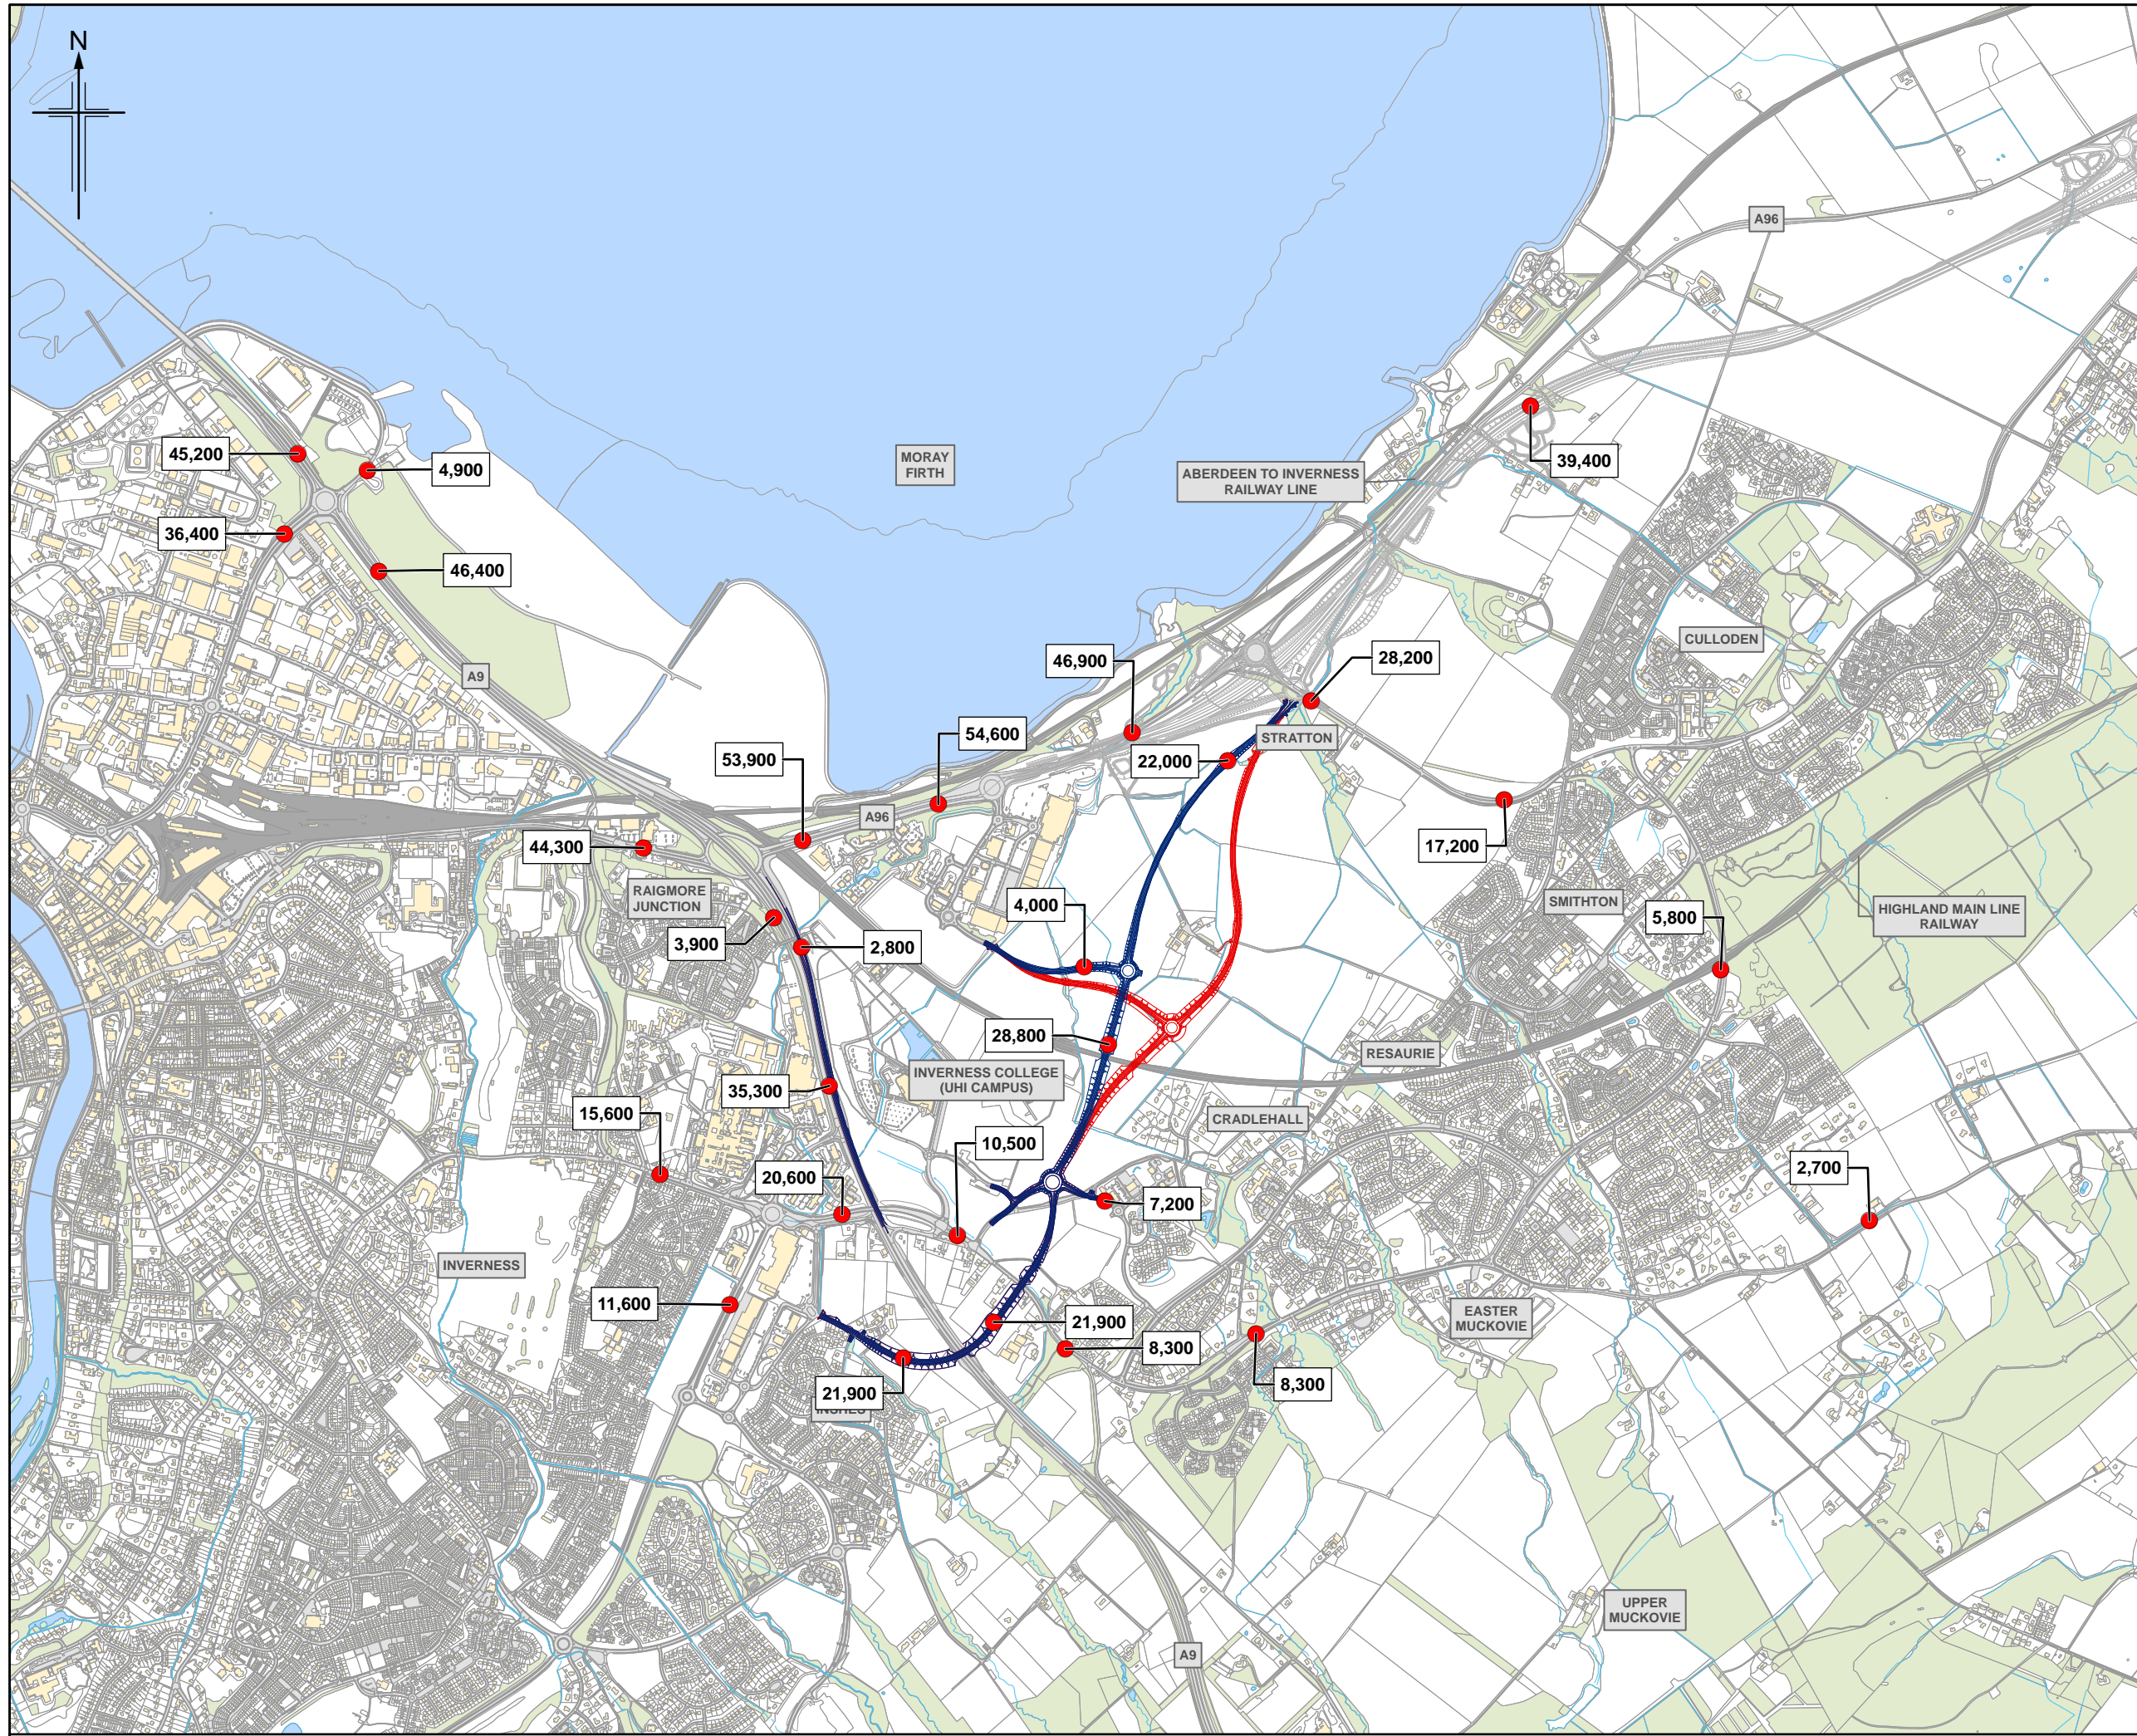 N
A96
45,200
4,900
MORAY
FIRTH
ABERDEEN TO INVERNESS
RAILWAY LINE
39,400
36,400
46,400
CULLODEN
A9
46,900
28,200
STRATTON
54,600
53,900
22,000
A96
44,300
17,200
RAIGMORE
JUNCTION
4,000
SMITHTON
5,800
HIGHLAND MAIN LINE
RAILWAY
3,900
2,800
28,800
RESAURIE
INVERNESS COLLEGE
(UHI CAMPUS)
35,300
15,600
CRADLEHALL
10,500
20,600
2,700
7,200
INVERNESS
11,600
21,900
EASTER
MUCKOVIE
8,300
8,300
21,900
INSHES
UPPER
MUCKOVIE
A9